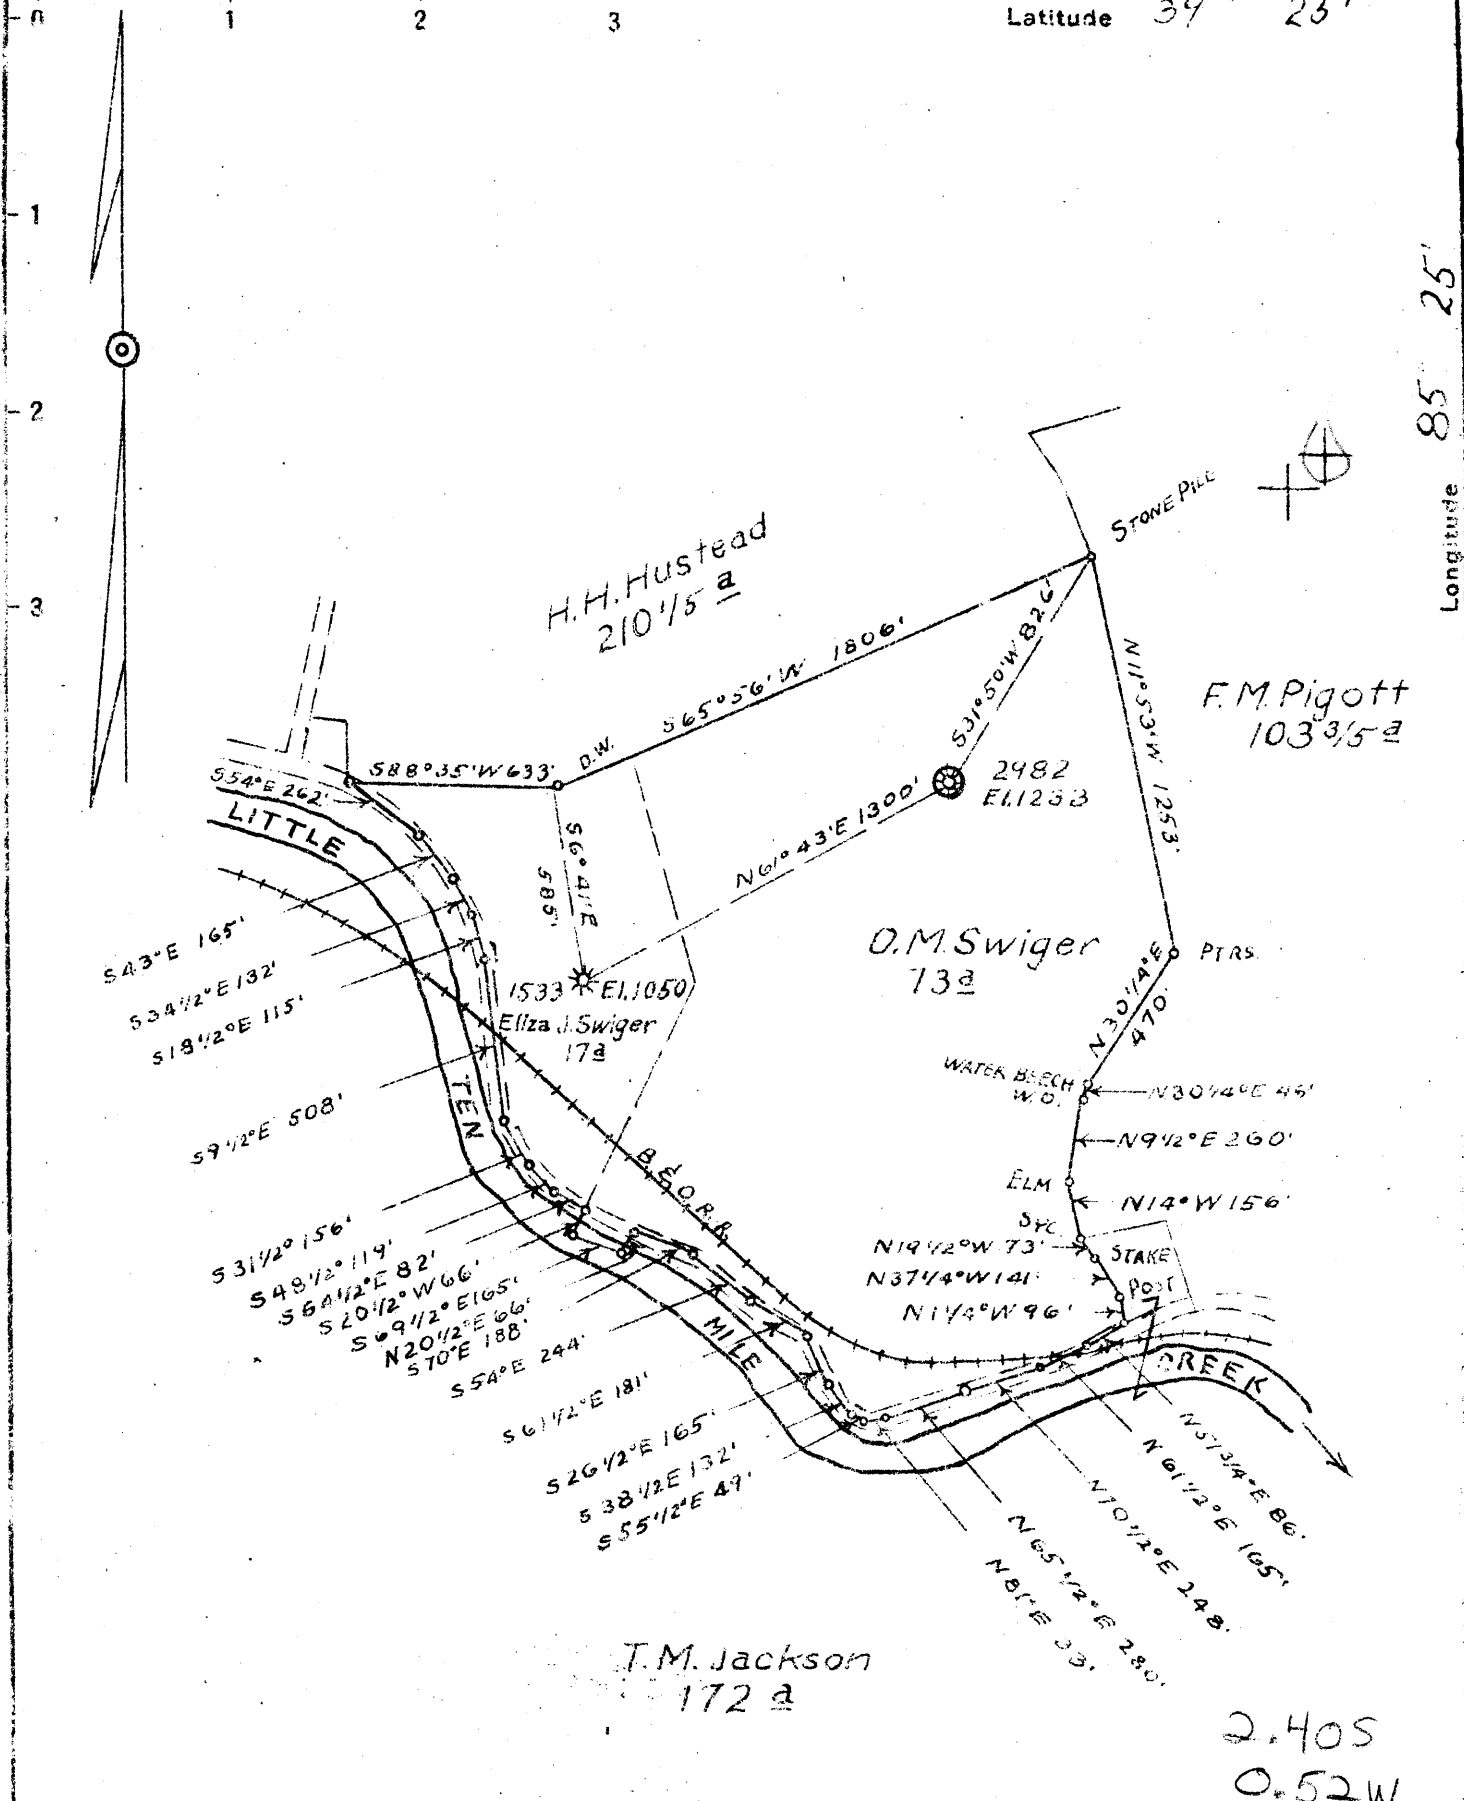 0 1 2 3
Latitude 39 25'
1
2
3
Longitude 85 25'
STONE PILE
H.H. Hustead
210 1/5 a
S65°56'W 1806'
S31°50'W 826'
N11°53'W 1253'
F.M. Pigott
103 3/5 a
D.W.
S88°35'W 633'
S54°E 262'
2982
El.1233
N61°43'E 1300'
S6°41'E
585'
LITTLE
TEN
MILE
CREEK
O.M. Swiger
73 a
PTRS.
1533 El.1050
Eliza J. Swiger
17 a
S43°E 165'
S34 1/2°E 132'
S18 1/2°E 115'
S9 1/2°E 508'
N30 1/4°E
470'
WATER BEECH
W.O.
N30 1/4°E 45'
N9 1/2°E 260'
ELM
N14°W 156'
SYC
N19 1/2°W 73'
STAKE
N37 1/4°W 141'
POST
N1 1/4°W 96'
B & O R.R.
S31 1/2° 156'
S48 1/2° 119'
S64 1/2°E 82'
S20 1/2°W 66'
S69 1/2°E 165'
N20 1/2°E 66'
S70°E 188'
S54°E 244'
S61 1/2°E 181'
S26 1/2°E 165'
S38 1/2E 132'
S55 1/2°E 49'
N57 3/4°E 86'
N61 1/2°E 165'
N70 1/2°E 248'
N65 1/2°E 280'
N81°E 33'
T.M. Jackson
172 a
2.40S
0.52W